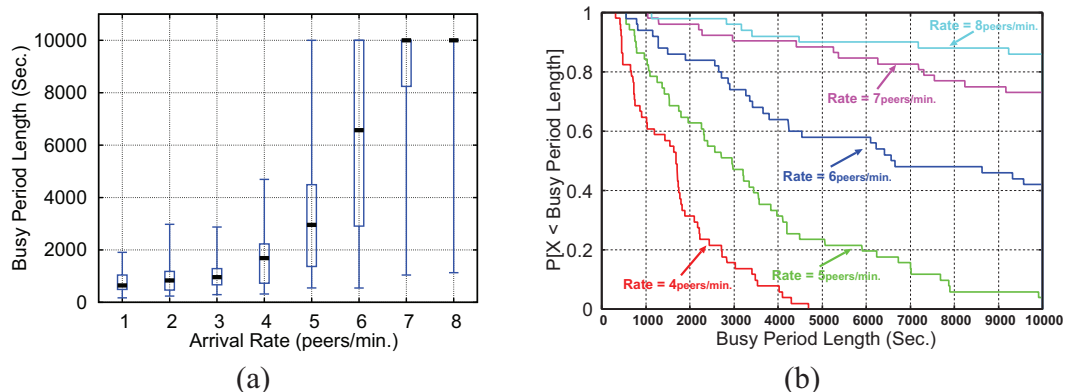 Busy Period Length (Sec.)
10000
8000
6000
4000
2000
0
1 2 3 4 5 6 7 8
Arrival Rate (peers/min.)
(a)
P[X < Busy Period Length]
1
0.8
0.6
0.4
0.2
0
Rate = 8peers/min.
Rate = 7peers/min.
Rate = 6peers/min.
Rate = 5peers/min.
Rate = 4peers/min.
0 1000 2000 3000 4000 5000 6000 7000 8000 9000 10000
Busy Period Length (Sec.)
(b)